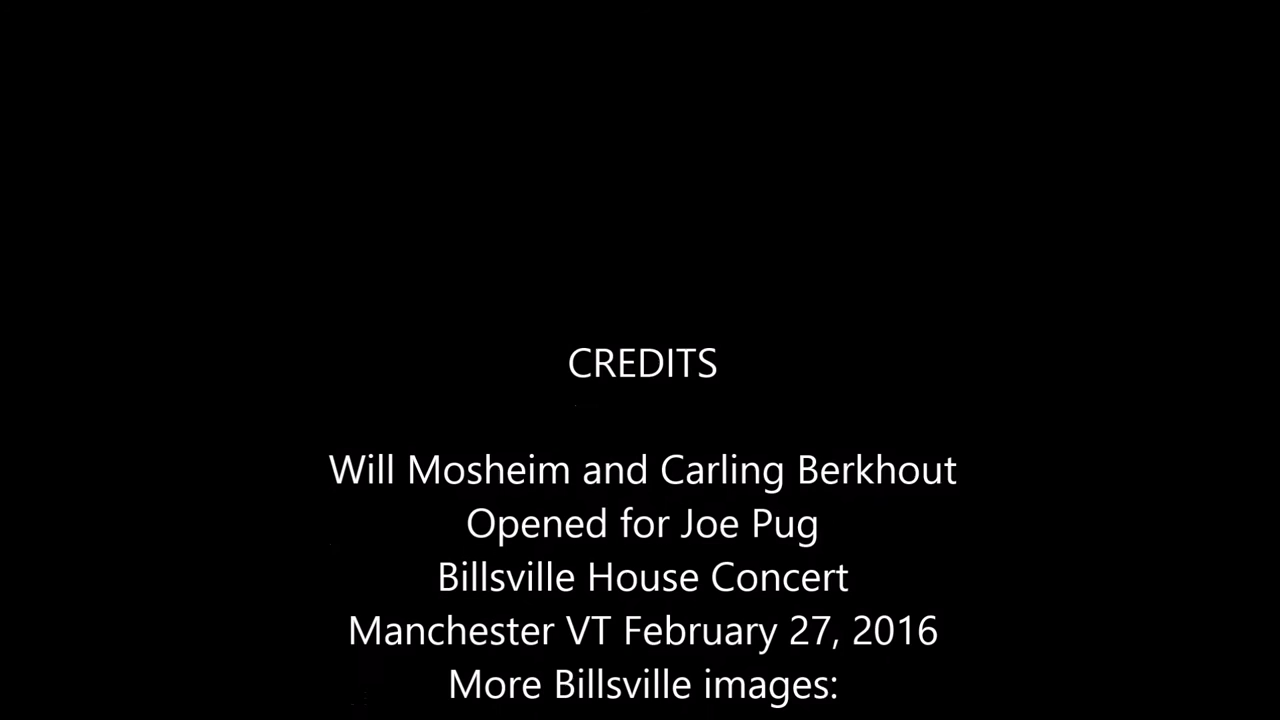 CREDITS
Will Mosheim and Carling Berkhout
Opened for Joe Pug
Billsville House Concert
Manchester VT February 27, 2016
More Billsville images: